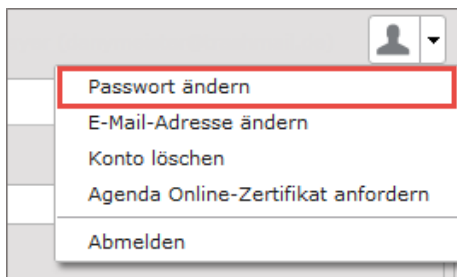 Passwort ändern
E-Mail-Adresse ändern
Konto löschen
Agenda Online-Zertifikat anfordern
Abmelden